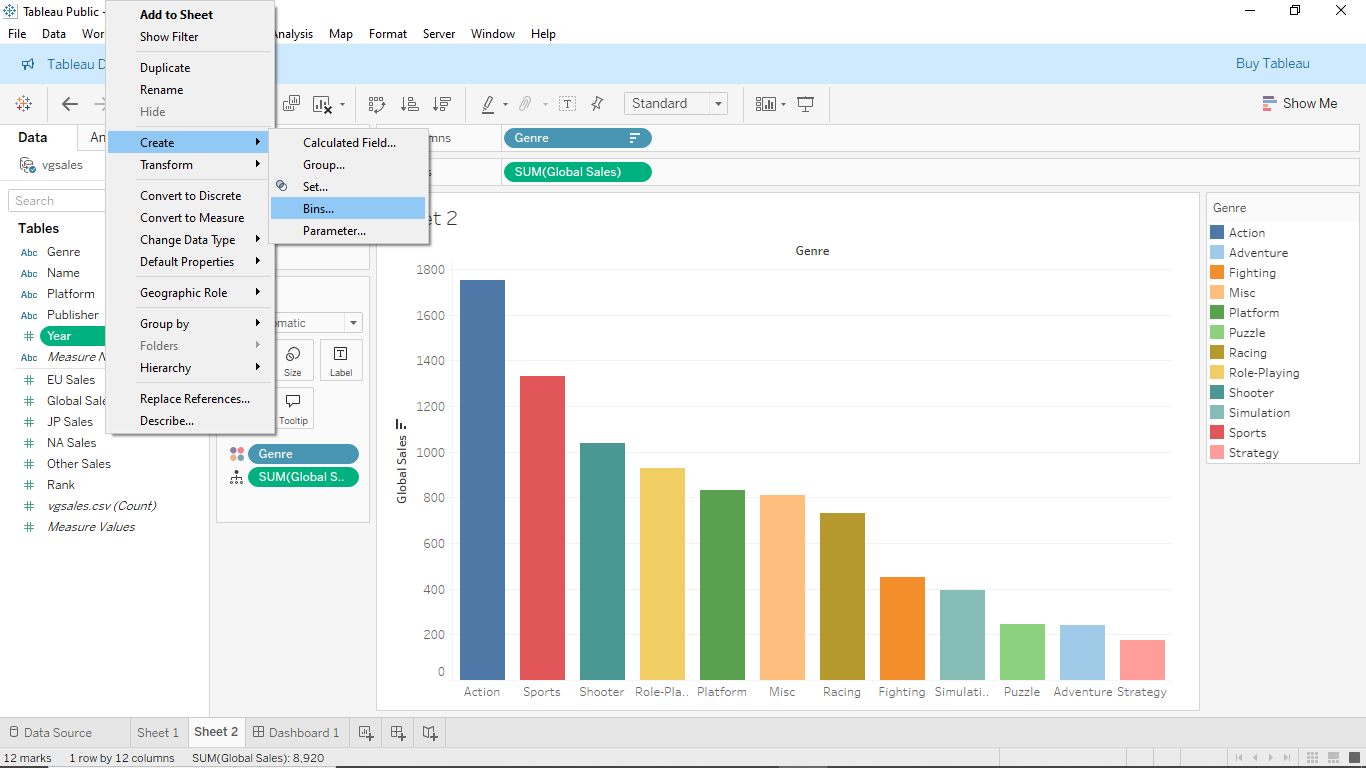 Tableau Public -
File Data Wor nalysis Map Format Server Window Help
Tableau D Buy Tableau
Add to Sheet
Show Filter
Duplicate
Rename
Hide
Create
Transform
Convert to Discrete
Convert to Measure
Change Data Type
Default Properties
Geographic Role
Group by
Folders
Hierarchy
Replace References...
Describe...
Calculated Field...
Group...
Set...
Bins...
Parameter...
Standard
Show Me
Data An
vgsales
Search
Tables
Abc Genre
Abc Name
Abc Platform
Abc Publisher
Year
Abc Measure N
EU Sales
Global Sale
JP Sales
NA Sales
Other Sales
Rank
vgsales.csv (Count)
Measure Values
mns Genre
s SUM(Global Sales)
omatic
Size Label
Tooltip
Genre
SUM(Global S..
et 2
Genre
Global Sales
1800
1600
1400
1200
1000
800
600
400
200
0
Action Sports Shooter Role-Pla.. Platform Misc Racing Fighting Simulati.. Puzzle Adventure Strategy
Genre
Action
Adventure
Fighting
Misc
Platform
Puzzle
Racing
Role-Playing
Shooter
Simulation
Sports
Strategy
Data Source Sheet 1 Sheet 2 Dashboard 1
12 marks 1 row by 12 columns SUM(Global Sales): 8,920